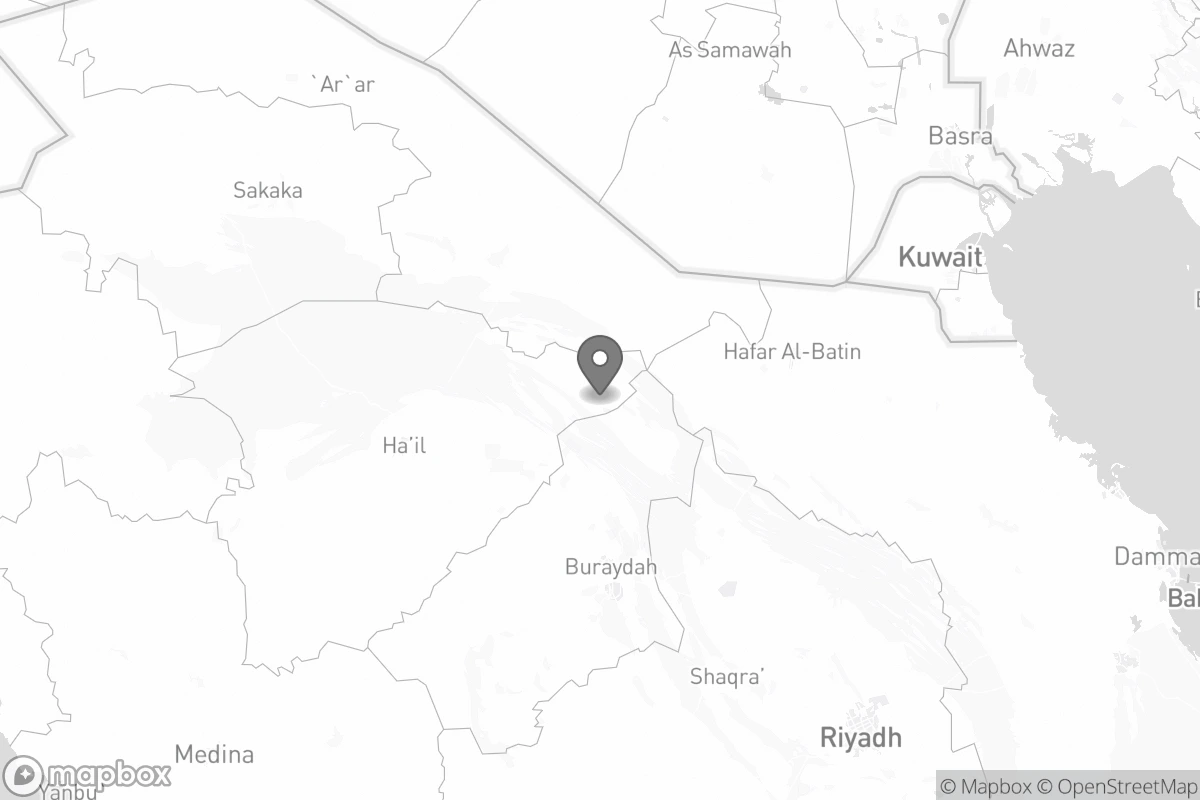 As Samawah
Ahwaz
`Ar`ar
Basra
Sakaka
Kuwait
Hafar Al-Batin
Ha’il
Buraydah
Damma
Bal
Shaqra’
Riyadh
Medina
mapbox
Yanbu
© Mapbox © OpenStreetMap